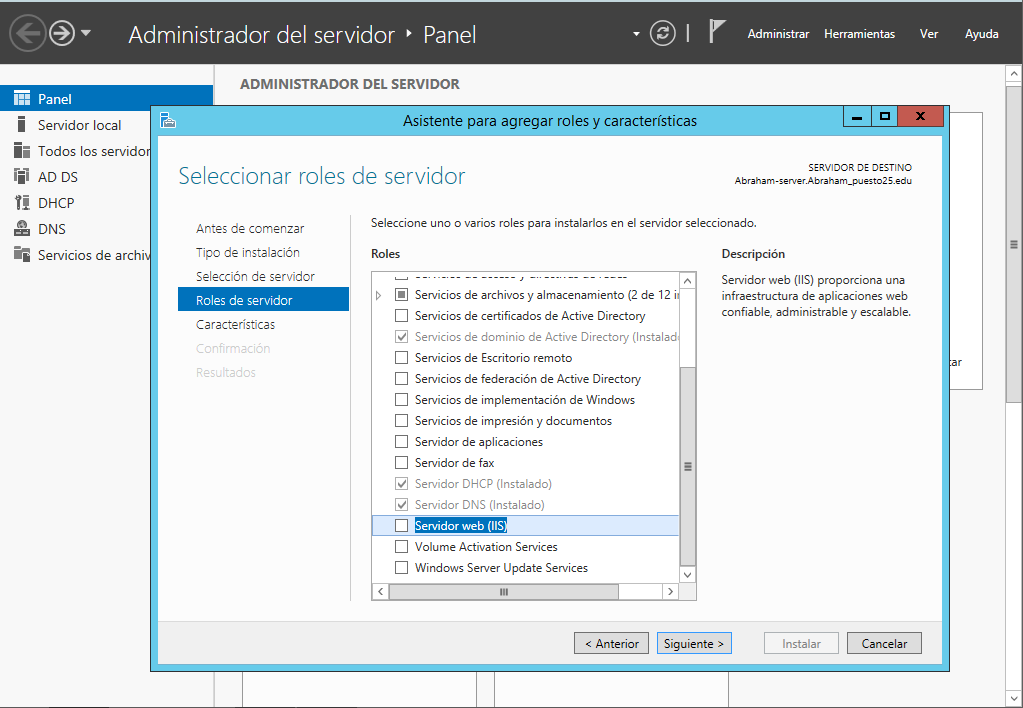 Administrador del servidor ‣ Panel
Administrar Herramientas Ver Ayuda
ADMINISTRADOR DEL SERVIDOR
Panel
Servidor local
Todos los servidor
AD DS
DHCP
DNS
Servicios de archiv
Asistente para agregar roles y características
Seleccionar roles de servidor
SERVIDOR DE DESTINO
Abraham-server.Abraham_puesto25.edu
Antes de comenzar
Tipo de instalación
Selección de servidor
Roles de servidor
Características
Confirmación
Resultados
Seleccione uno o varios roles para instalarlos en el servidor seleccionado.
Roles
Servicios de archivos y almacenamiento (2 de 12 i
Servicios de certificados de Active Directory
Servicios de dominio de Active Directory (Instalad
Servicios de Escritorio remoto
Servicios de federación de Active Directory
Servicios de implementación de Windows
Servicios de impresión y documentos
Servidor de aplicaciones
Servidor de fax
Servidor DHCP (Instalado)
Servidor DNS (Instalado)
Servidor web (IIS)
Volume Activation Services
Windows Server Update Services
Descripción
Servidor web (IIS) proporciona una
infraestructura de aplicaciones web
confiable, administrable y escalable.
tar
< Anterior
Siguiente >
Instalar
Cancelar